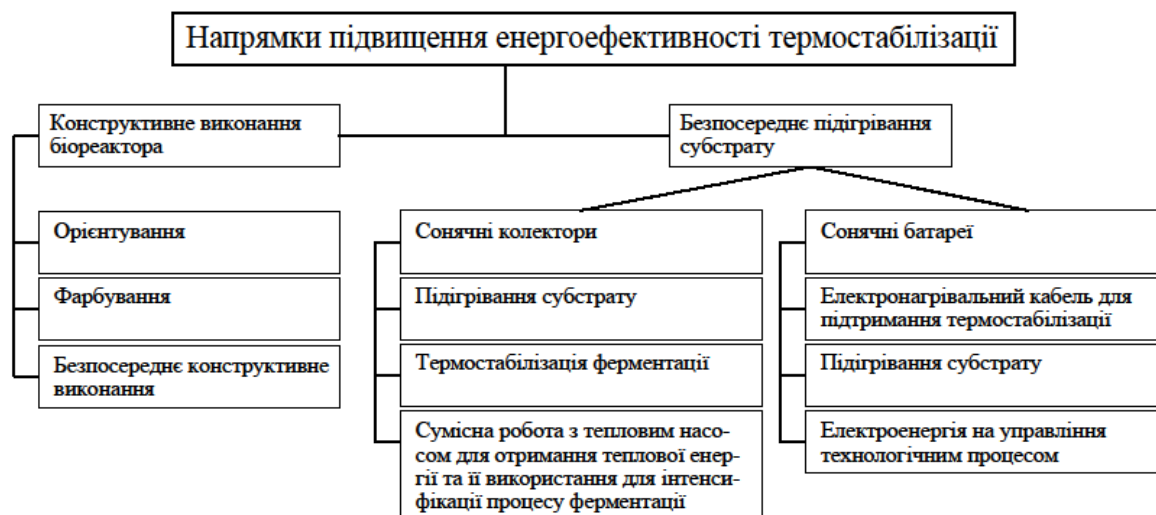 Напрямки підвищення енергоефективності термостабілізації
Конструктивне виконання
біореактора
Безпосереднє підігрівання
субстрату
Орієнтування
Фарбування
Безпосереднє конструктивне
виконання
Сонячні колектори
Підігрівання субстрату
Термостабілізація ферментації
Сумісна робота з тепловим насо-
сом для отримання теплової енер-
гії та її використання для інтенси-
фікації процесу ферментації
Сонячні батареї
Електронагрівальний кабель для
підтримання термостабілізації
Підігрівання субстрату
Електроенергія на управління
технологічним процесом